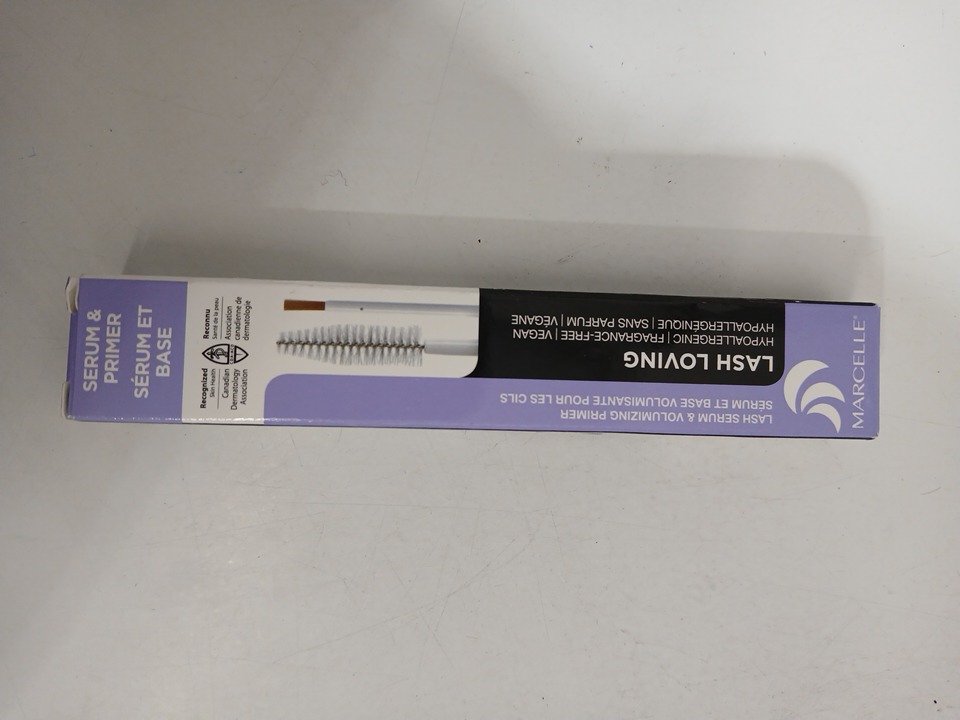 SERUM &
PRIMER
SÉRUM ET
BASE
Recognized
Skin Health
Canadian
Dermatology
Association
Reconnu
Santé de la peau
Association
canadienne de
dermatologie
LASH LOVING
HYPOALLERGENIC | FRAGRANCE-FREE | VEGAN
HYPOALLERGÉNIQUE | SANS PARFUM | VÉGANE
LASH SERUM & VOLUMIZING PRIMER
SÉRUM ET BASE VOLUMISANTE POUR LES CILS
MARCELLE®